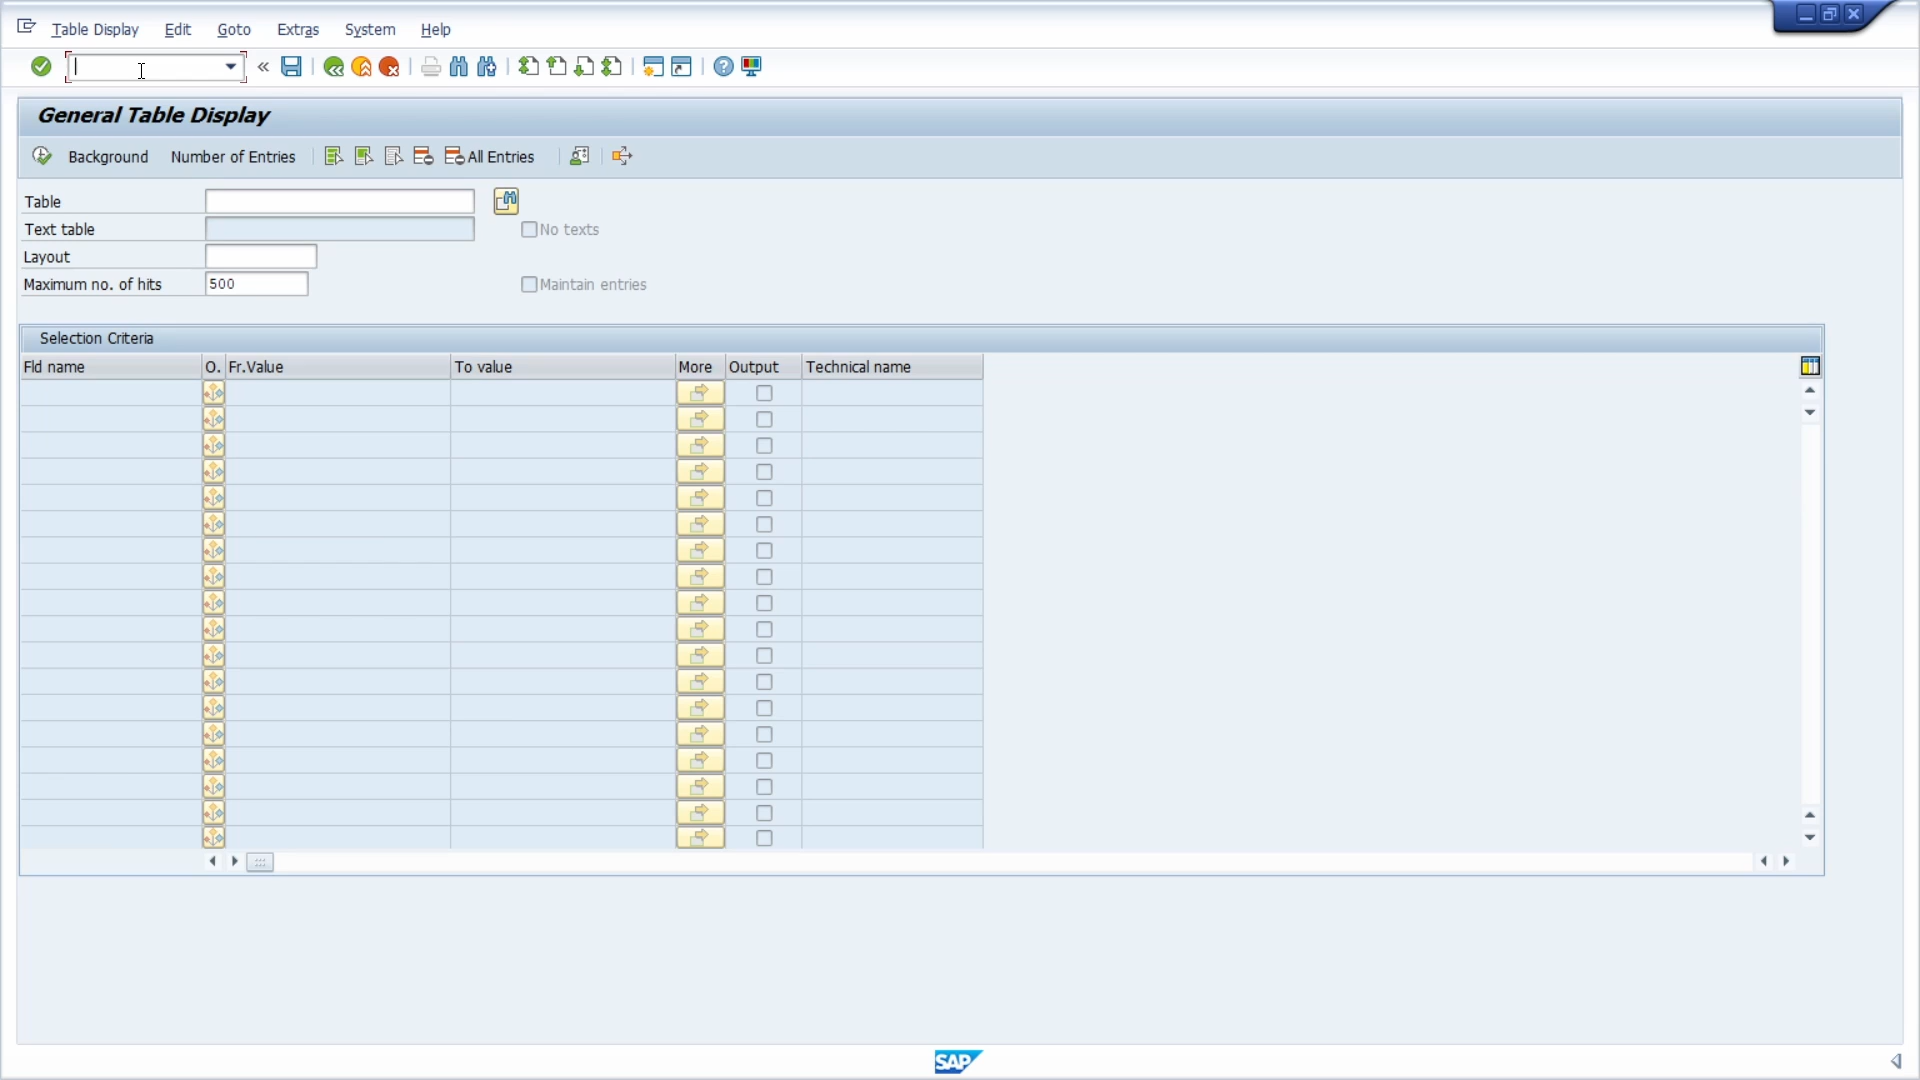 Table Display Edit Goto Extras System Help
General Table Display
Background Number of Entries All Entries
Table
Text table No texts
Layout
Maximum no. of hits 500 Maintain entries
Selection Criteria
Fld name O. Fr.Value To value More Output Technical name
SAP